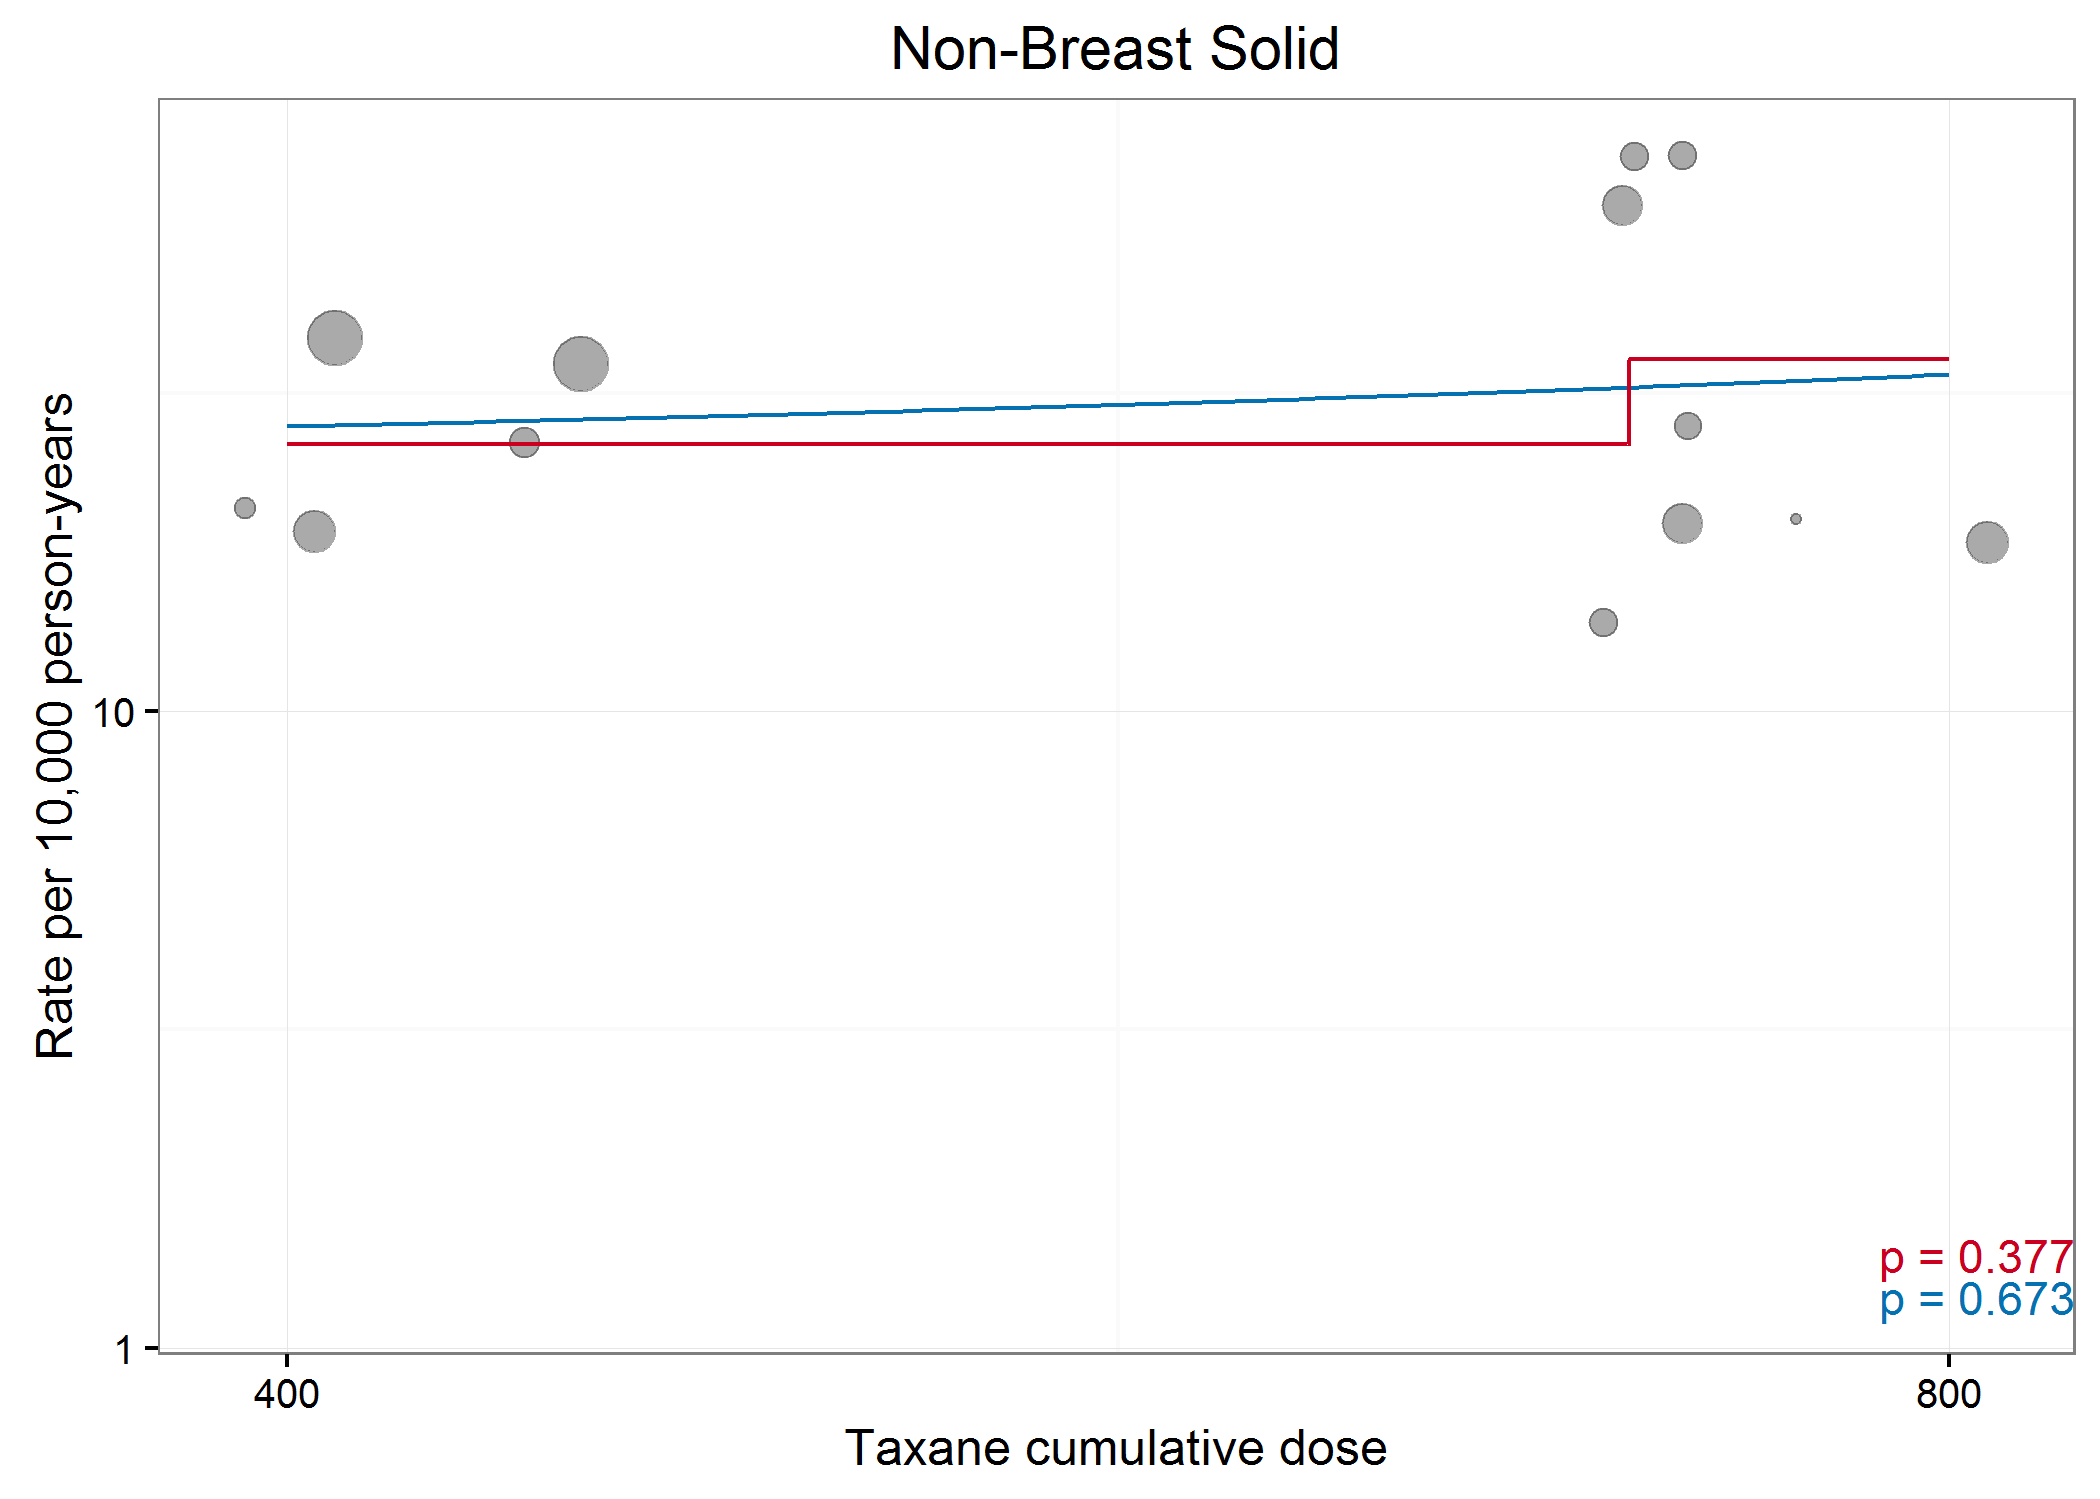 Non-Breast Solid
Rate per 10,000 person-years
10
1
p = 0.377
p = 0.673
400
800
Taxane cumulative dose